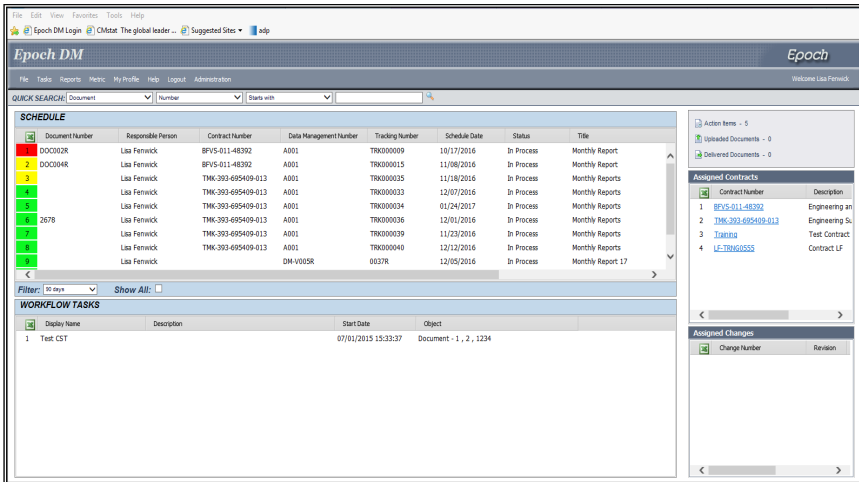 File Edit View Favorites Tools Help
Epoch DM Login CMstat The global leader ... Suggested Sites adp
Epoch DM Epoch
File Tasks Reports Metric My Profile Help Logout Administration Welcome Lisa Fenwick
QUICK SEARCH: Document Number Starts with
SCHEDULE
Document Number Responsible Person Contract Number Data Management Number Tracking Number Schedule Date Status Title
1 DOC002R Lisa Fenwick BFVS-011-48392 A001 TRK000009 10/17/2016 In Process Monthly Report
2 DOC004R Lisa Fenwick BFVS-011-48392 A001 TRK000015 11/08/2016 In Process Monthly Report
3 Lisa Fenwick TMK-393-695409-013 A001 TRK000035 11/18/2016 In Process Monthly Reports
4 Lisa Fenwick TMK-393-695409-013 A001 TRK000033 12/07/2016 In Process Monthly Reports
5 Lisa Fenwick TMK-393-695409-013 A001 TRK000034 01/24/2017 In Process Monthly Reports
6 2678 Lisa Fenwick TMK-393-695409-013 A001 TRK000036 12/01/2016 In Process Monthly Reports
7 Lisa Fenwick TMK-393-695409-013 A001 TRK000039 11/23/2016 In Process Monthly Reports
8 Lisa Fenwick TMK-393-695409-013 A001 TRK000040 12/12/2016 In Process Monthly Reports
9 Lisa Fenwick DM-V005R 0037R 12/05/2016 In Process Monthly Report 17
Filter: 90 days Show All:
WORKFLOW TASKS
Display Name Description Start Date Object
1 Test CST 07/01/2015 15:33:37 Document - 1 , 2 , 1234
Action Items - 5
Uploaded Documents - 0
Delivered Documents - 0
Assigned Contracts
Contract Number Description
1 BFVS-011-48392 Engineering an
2 TMK-393-695409-013 Engineering Su
3 Training Test Contract
4 LF-TRNG0555 Contract LF
Assigned Changes
Change Number Revision